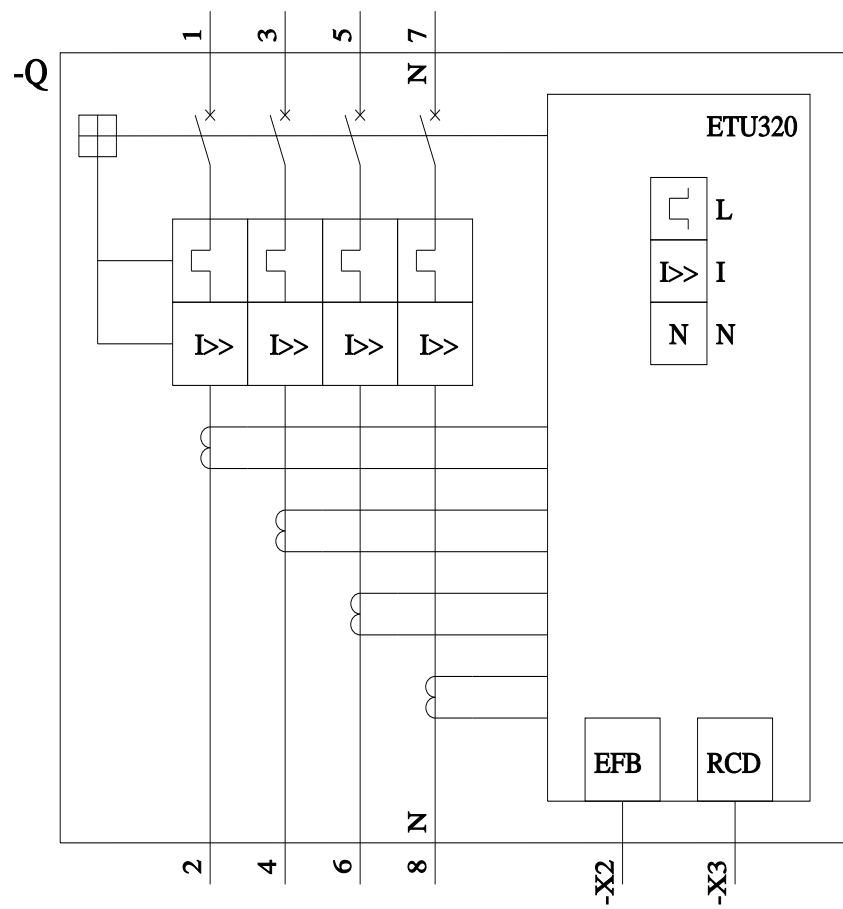 1 3 5 7
-Q
N
ETU320
L
I>> I
N N
I>> I>> I>> I>>
EFB RCD
N
2 4 6 8 -X2 -X3